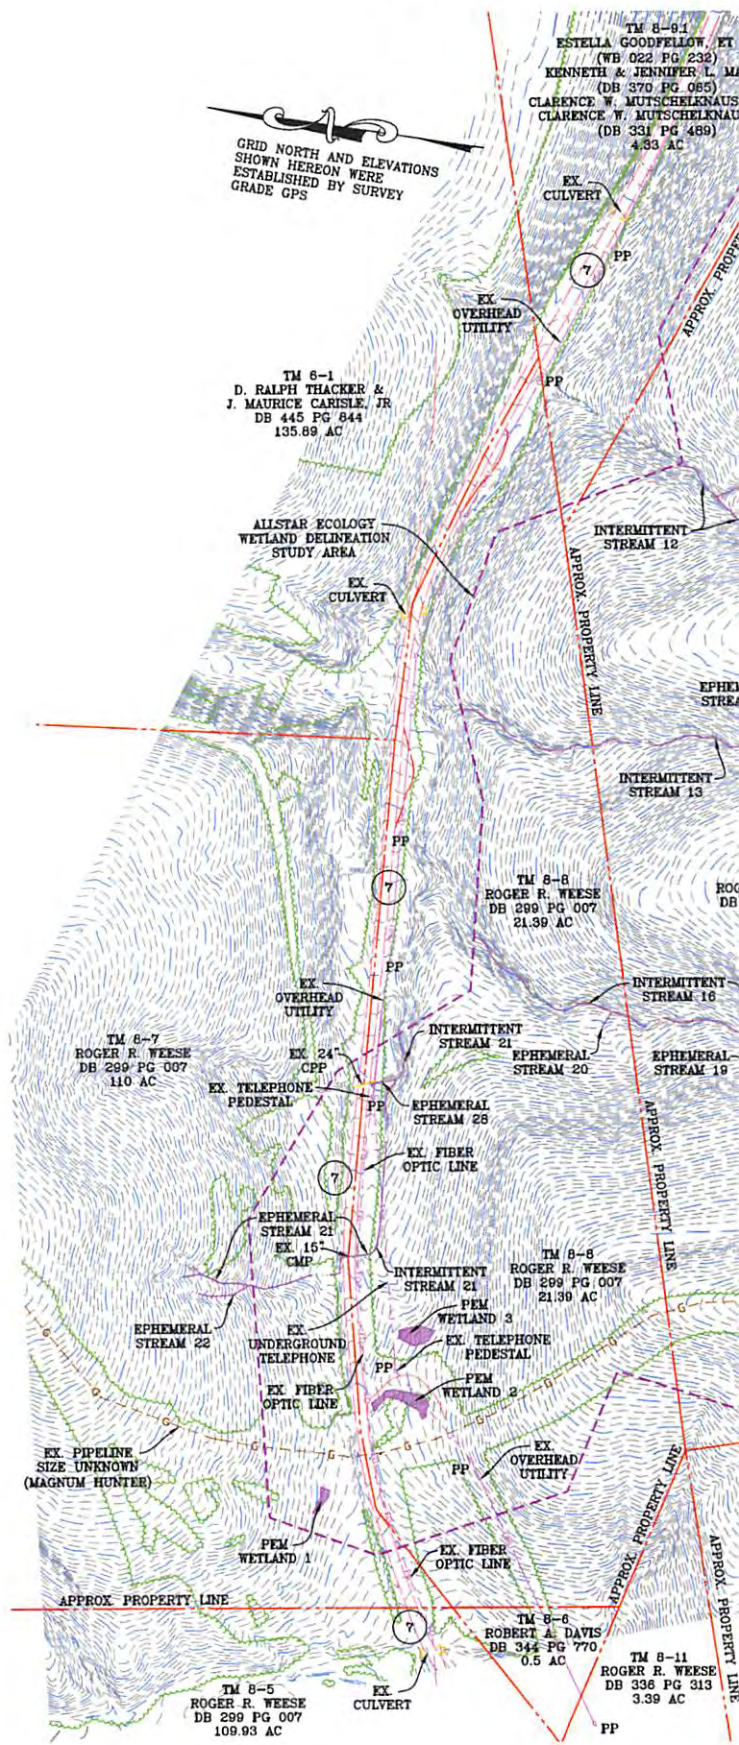 TM 8-9.1
ESTELLA GOODFELLOW, ET
(WB 022 PG 232)
KENNETH & JENNIFER L. MA
(DB 370 PG 065)
CLARENCE W. MUTSCHELKNAUS
CLARENCE W. MUTSCHELKNAU
(DB 331 PG 489)
4.33 AC
GRID NORTH AND ELEVATIONS
SHOWN HEREON WERE
ESTABLISHED BY SURVEY
GRADE GPS
EX.
CULVERT
PP
7
APPROX. PROPER
EX.
OVERHEAD
UTILITY
PP
TM 6-1
D. RALPH THACKER &
J. MAURICE CARISLE, JR
DB 445 PG 844
135.89 AC
ALLSTAR ECOLOGY
WETLAND DELINEATION
STUDY AREA
INTERMITTENT
STREAM 12
EX.
CULVERT
APPROX. PROPERTY LINE
EPHEM
STREA
INTERMITTENT
STREAM 13
PP
7
TM 8-8
ROGER R. WEESE
DB 299 PG 007
21.39 AC
ROG
DB
PP
EX.
OVERHEAD
UTILITY
INTERMITTENT
STREAM 16
TM 8-7
ROGER R. WEESE
DB 299 PG 007
110 AC
INTERMITTENT
STREAM 21
EX. 24"
CPP
EPHEMERAL
STREAM 20
EPHEMERAL
STREAM 19
EX. TELEPHONE
PEDESTAL
PP
EPHEMERAL
STREAM 28
APPROX. PROPERTY LINE
EX. FIBER
OPTIC LINE
7
EPHEMERAL
STREAM 21
EX. 15"
CMP
INTERMITTENT
STREAM 21
TM 8-8
ROGER R. WEESE
DB 299 PG 007
21.39 AC
EPHEMERAL
STREAM 22
EX.
UNDERGROUND
TELEPHONE
PEM
WETLAND 3
EX. TELEPHONE
PEDESTAL
PP
EX. FIBER
OPTIC LINE
PEM
WETLAND 2
G
G
G
G
G
G
G
G
G
G
EX. PIPELINE
SIZE UNKNOWN
(MAGNUM HUNTER)
PP
EX.
OVERHEAD
UTILITY
PEM
WETLAND 1
EX. FIBER
OPTIC LINE
APPROX. PROPERTY LINE
APPROX. PROPERTY LINE
APPROX. PROPERTY LINE
7
TM 8-6
ROBERT A. DAVIS
DB 344 PG 770
0.5 AC
TM 8-11
ROGER R. WEESE
DB 336 PG 313
3.39 AC
TM 8-5
ROGER R. WEESE
DB 299 PG 007
109.93 AC
EX.
CULVERT
PP